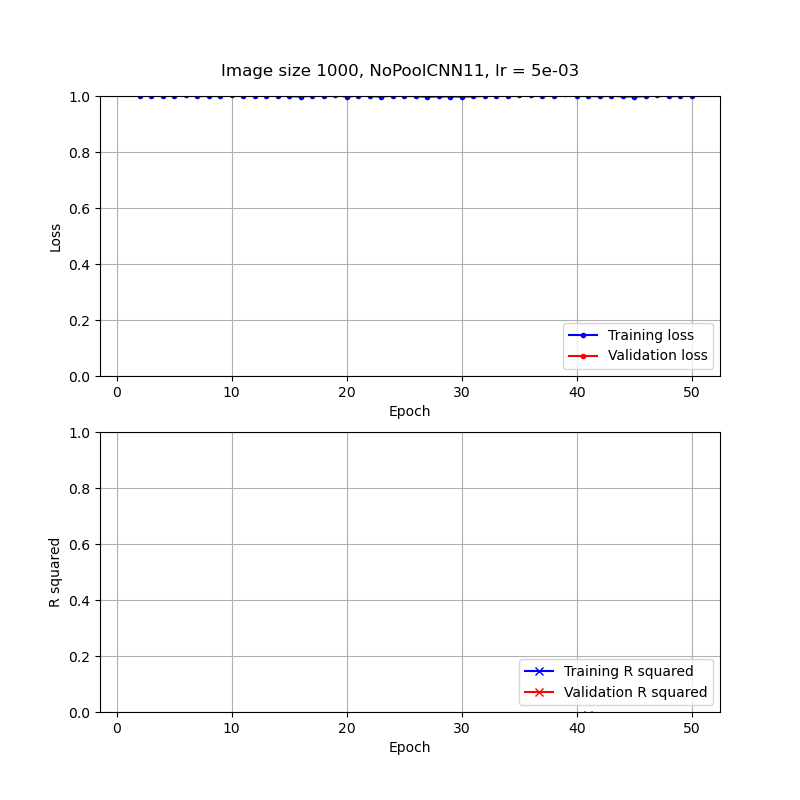 Image size 1000, NoPoolCNN11, lr = 5e-03
1.0
0.8
0.6
0.4
0.2
0.0
Loss
Training loss
Validation loss
0 10 20 30 40 50
Epoch
1.0
0.8
0.6
0.4
0.2
0.0
R squared
Training R squared
Validation R squared
0 10 20 30 40 50
Epoch